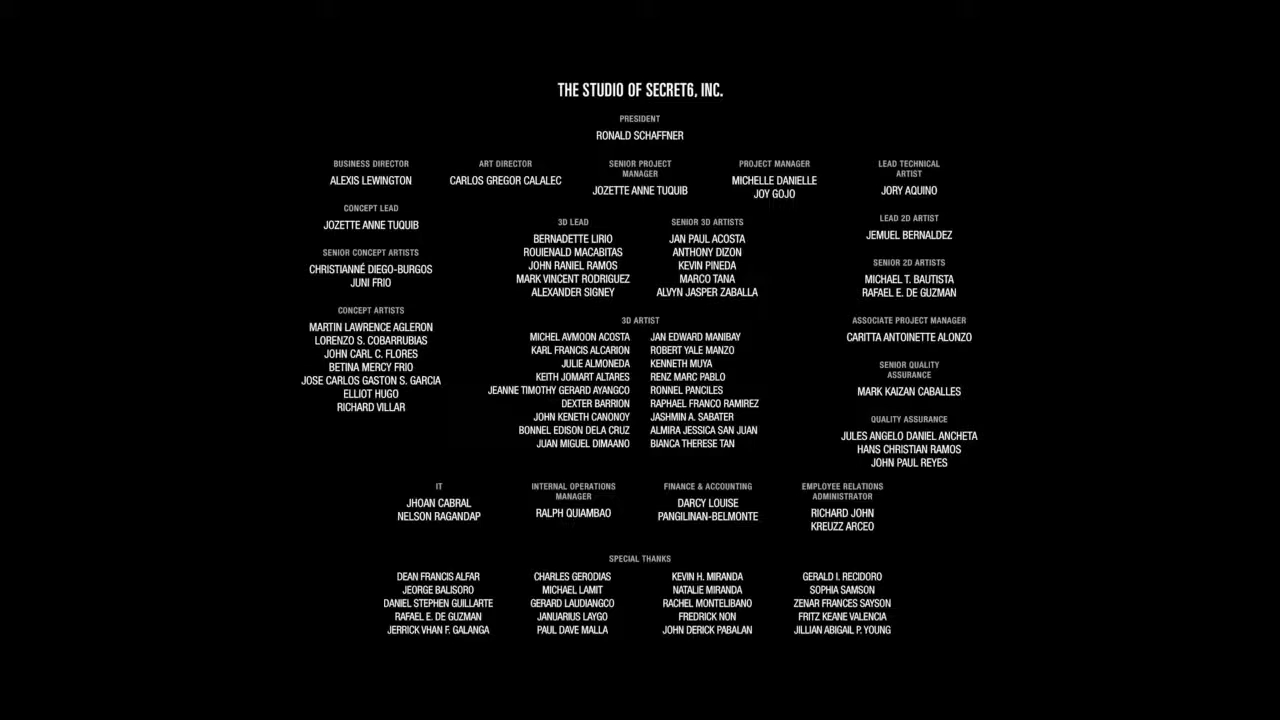 THE STUDIO OF SECRET6, INC.
PRESIDENT
RONALD SCHAFFNER
BUSINESS DIRECTOR
ALEXIS LEWINGTON
ART DIRECTOR
CARLOS GREGOR CALALEC
SENIOR PROJECT
MANAGER
JOZETTE ANNE TUQUIB
PROJECT MANAGER
MICHELLE DANIELLE
JOY GOJO
LEAD TECHNICAL
ARTIST
JORY AQUINO
CONCEPT LEAD
JOZETTE ANNE TUQUIB
SENIOR CONCEPT ARTISTS
CHRISTIANNÉ DIEGO-BURGOS
JUNI FRIO
CONCEPT ARTISTS
MARTIN LAWRENCE AGLERON
LORENZO S. COBARRUBIAS
JOHN CARL C. FLORES
BETINA MERCY FRIO
JOSE CARLOS GASTON S. GARCIA
ELLIOT HUGO
RICHARD VILLAR
3D LEAD
BERNADETTE LIRIO
ROUIENALD MACABITAS
JOHN RANIEL RAMOS
MARK VINCENT RODRIGUEZ
ALEXANDER SIGNEY
SENIOR 3D ARTISTS
JAN PAUL ACOSTA
ANTHONY DIZON
KEVIN PINEDA
MARCO TANA
ALVYN JASPER ZABALLA
3D ARTIST
MICHEL AVMOON ACOSTA
KARL FRANCIS ALCARION
JULIE ALMONEDA
KEITH JOMART ALTARES
JEANNE TIMOTHY GERARD AYANGCO
DEXTER BARRION
JOHN KENETH CANONOY
BONNEL EDISON DELA CRUZ
JUAN MIGUEL DIMAANO
JAN EDWARD MANIBAY
ROBERT YALE MANZO
KENNETH MUYA
RENZ MARC PABLO
RONNEL PANCILES
RAPHAEL FRANCO RAMIREZ
JASHMIN A. SABATER
ALMIRA JESSICA SAN JUAN
BIANCA THERESE TAN
LEAD 2D ARTIST
JEMUEL BERNALDEZ
SENIOR 2D ARTISTS
MICHAEL T. BAUTISTA
RAFAEL E. DE GUZMAN
ASSOCIATE PROJECT MANAGER
CARITTA ANTOINETTE ALONZO
SENIOR QUALITY
ASSURANCE
MARK KAIZAN CABALLES
QUALITY ASSURANCE
JULES ANGELO DANIEL ANCHETA
HANS CHRISTIAN RAMOS
JOHN PAUL REYES
IT
JHOAN CABRAL
NELSON RAGANDAP
INTERNAL OPERATIONS
MANAGER
RALPH QUIAMBAO
FINANCE & ACCOUNTING
DARCY LOUISE
PANGILINAN-BELMONTE
EMPLOYEE RELATIONS
ADMINISTRATOR
RICHARD JOHN
KREUZZ ARCEO
SPECIAL THANKS
DEAN FRANCIS ALFAR
JEORGE BALISORO
DANIEL STEPHEN GUILLARTE
RAFAEL E. DE GUZMAN
JERRICK VHAN F. GALANGA
CHARLES GERODIAS
MICHAEL LAMIT
GERARD LAUDIANGCO
JANUARIUS LAYGO
PAUL DAVE MALLA
KEVIN H. MIRANDA
NATALIE MIRANDA
RACHEL MONTELIBANO
FREDRICK NON
JOHN DERICK PABALAN
GERALD I. RECIDORO
SOPHIA SAMSON
ZENAR FRANCES SAYSON
FRITZ KEANE VALENCIA
JILLIAN ABIGAIL P. YOUNG